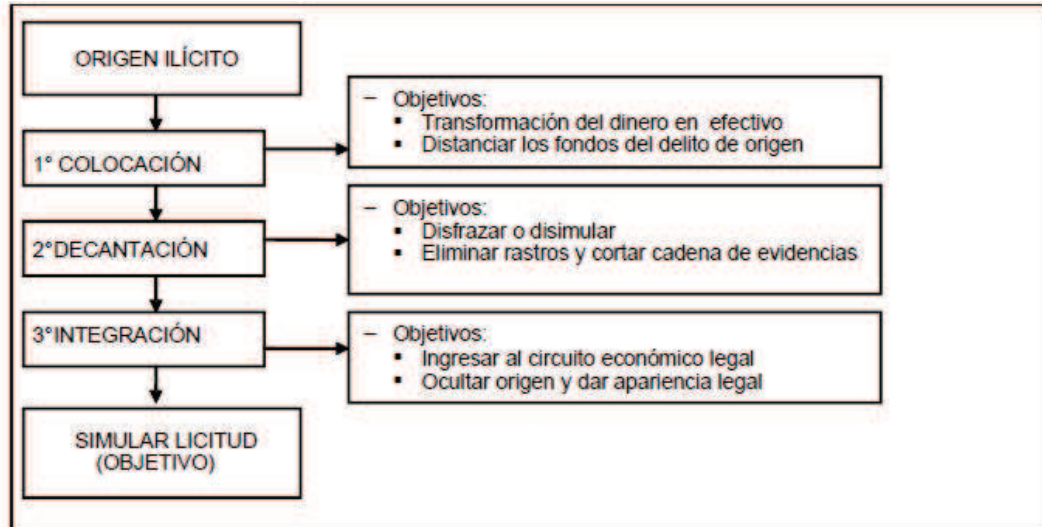 ORIGEN ILÍCITO
1° COLOCACIÓN
– Objetivos:
▪ Transformación del dinero en efectivo
▪ Distanciar los fondos del delito de origen
2°DECANTACIÓN
– Objetivos:
▪ Disfrazar o disimular
▪ Eliminar rastros y cortar cadena de evidencias
3°INTEGRACIÓN
– Objetivos:
▪ Ingresar al circuito económico legal
▪ Ocultar origen y dar apariencia legal
SIMULAR LICITUD
(OBJETIVO)